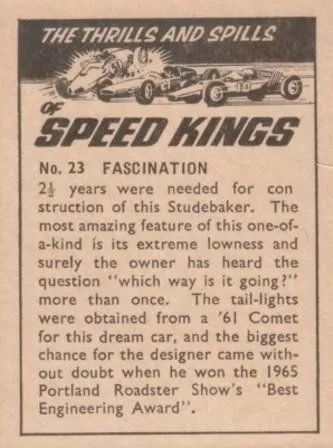 THE THRILLS AND SPILLS
OF
SPEED KINGS
No. 23 FASCINATION
2½ years were needed for con
struction of this Studebaker. The
most amazing feature of this one-of-
a-kind is its extreme lowness and
surely the owner has heard the
question "which way is it going?"
more than once. The tail-lights
were obtained from a '61 Comet
for this dream car, and the biggest
chance for the designer came with-
out doubt when he won the 1965
Portland Roadster Show's "Best
Engineering Award".